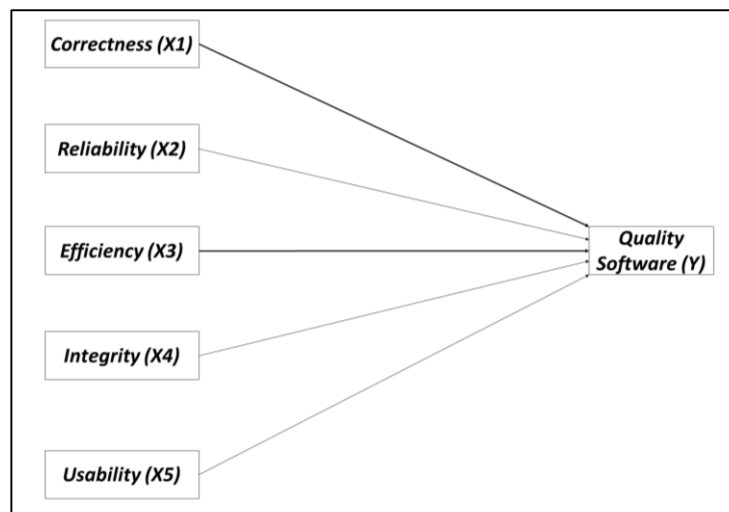 Correctness (X1)
Reliability (X2)
Efficiency (X3)
Quality
Software (Y)
Integrity (X4)
Usability (X5)